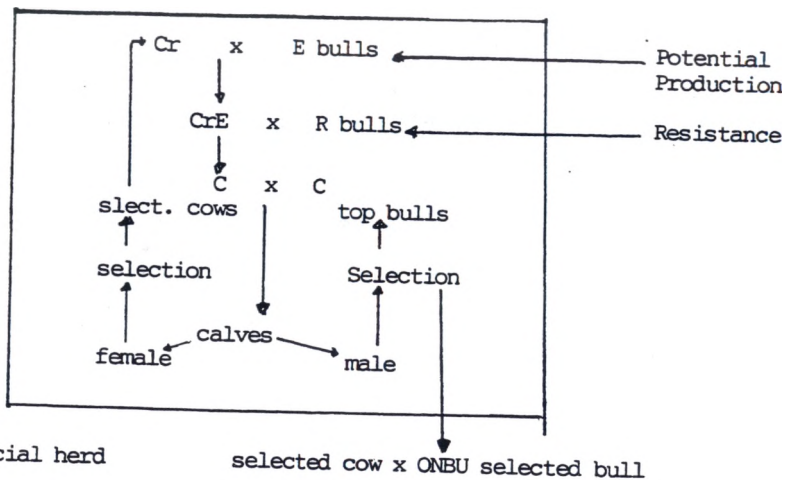 Cr x E bulls
Potential
Production
CrE x R bulls
Resistance
C x C
slect. cows
top bulls
selection
Selection
calves
female
male
cial herd
selected cow x ONBU selected bull